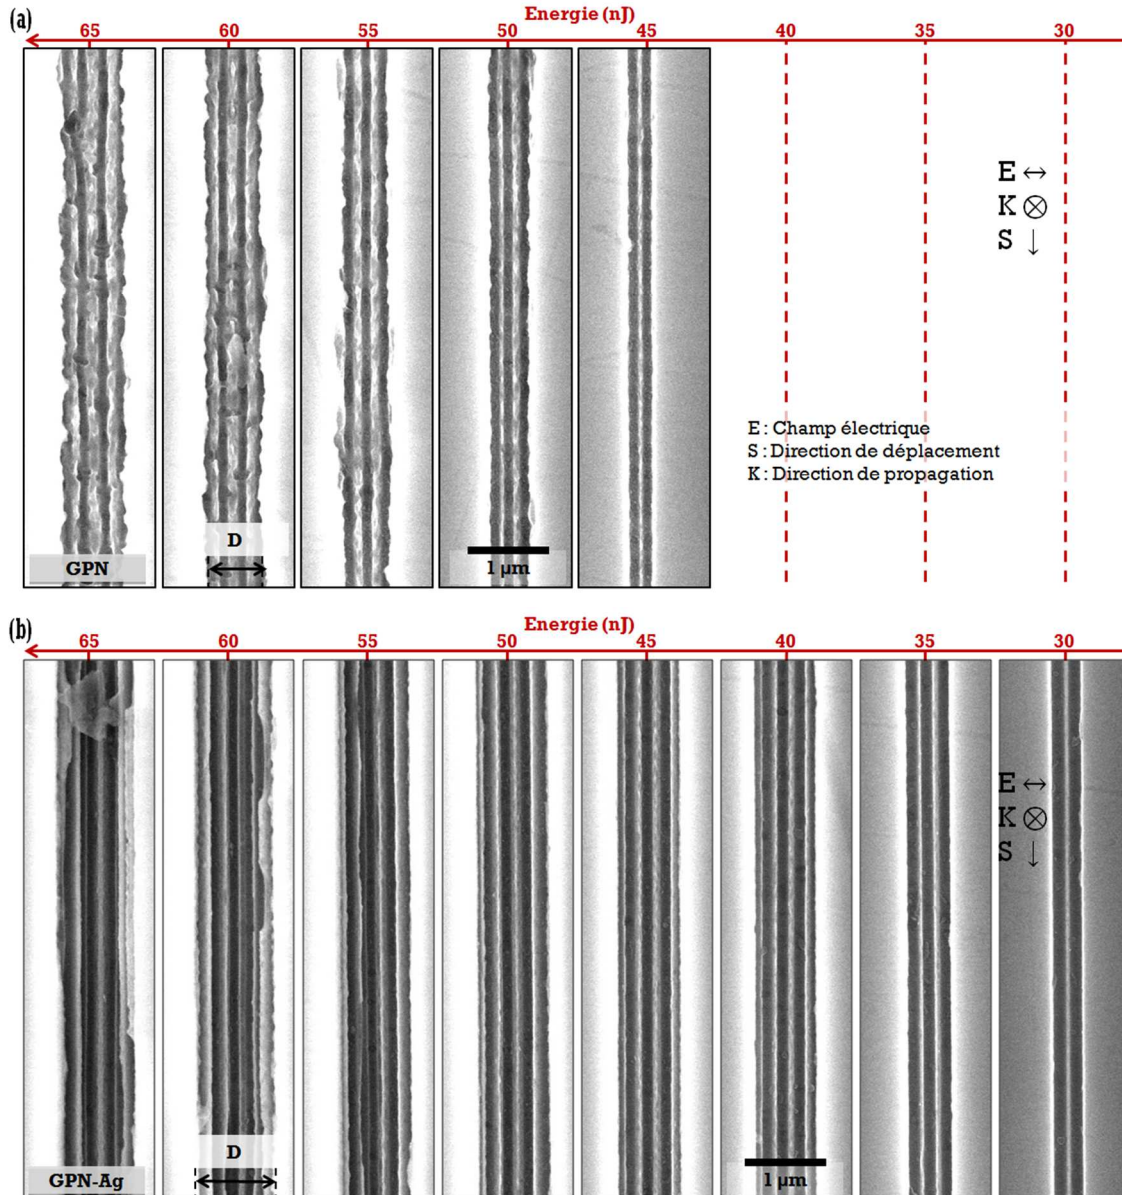 (a)
Energie (nJ)
65 60 55 50 45 40 35 30
E ↔
K ⊗
S ↓
E : Champ électrique
S : Direction de déplacement
K : Direction de propagation
D
GPN
1 µm
(b)
Energie (nJ)
65 60 55 50 45 40 35 30
E ↔
K ⊗
S ↓
D
GPN-Ag
1 µm